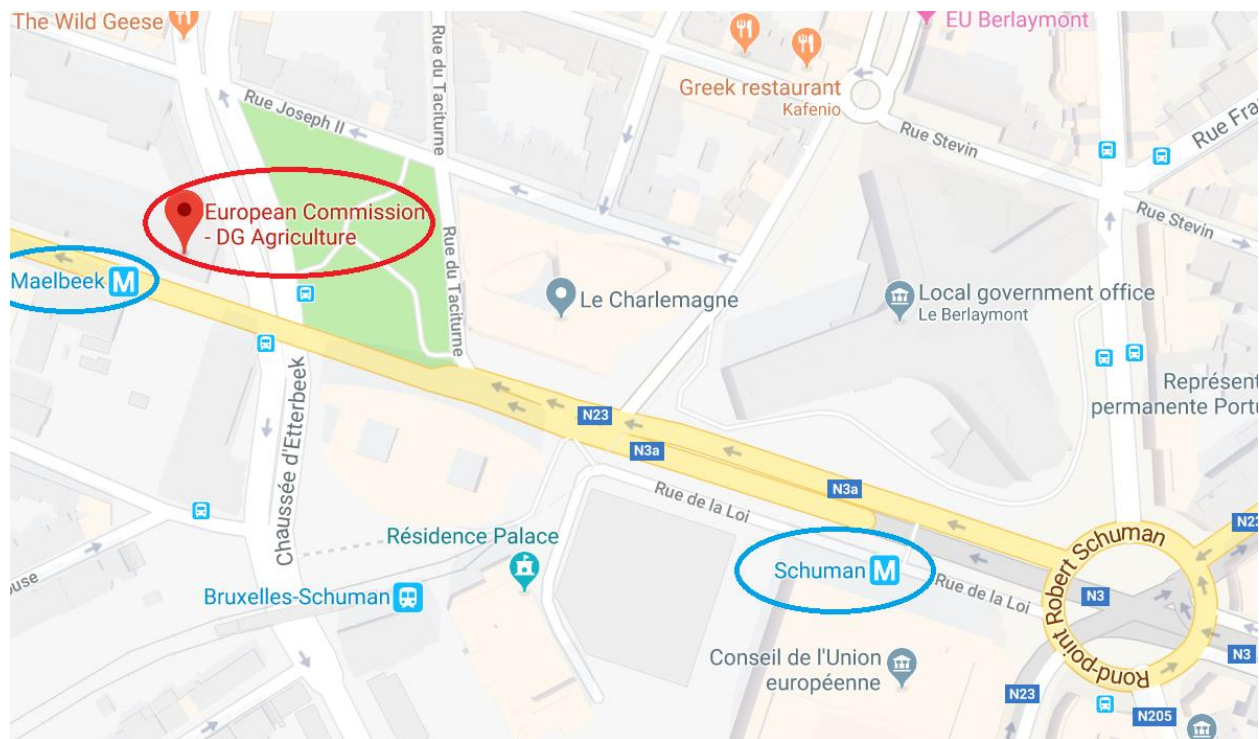 The Wild Geese
EU Berlaymont
Rue du Taciturne
Greek restaurant
Kafenio
Rue Joseph II
Rue Stevin
Rue Fra
European Commission
- DG Agriculture
Rue Stevin
Rue du Taciturne
Maelbeek M
Le Charlemagne
Local government office
Le Berlaymont
Représent
permanente Portu
N23
N3a
Chaussée d'Etterbeek
Rue de la Loi
N3a
N23
Résidence Palace
Schuman M
Rond-point Robert Schuman
ouse
Bruxelles-Schuman
Rue de la Loi
N3
Conseil de l'Union
européenne
N3
N23
N205